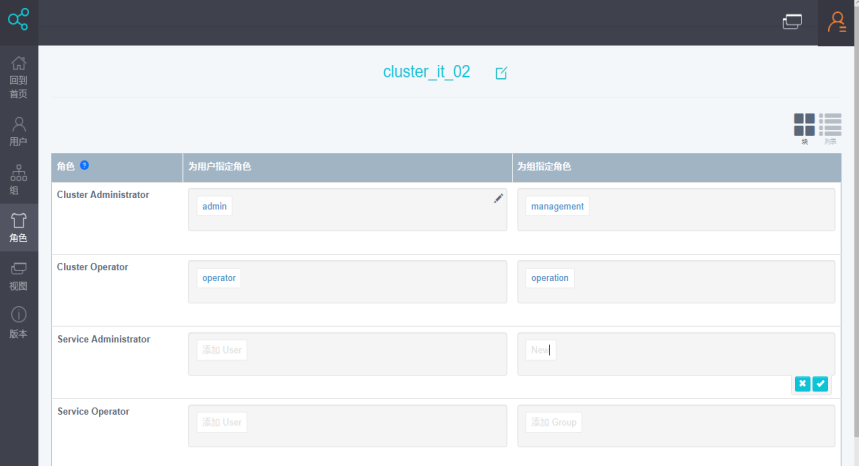 cluster_it_02
回到
首页
用户
组
角色
视图
版本
块
列表
角色 ?
为用户指定角色
为组指定角色
Cluster Administrator
admin
management
Cluster Operator
operator
operation
Service Administrator
添加 User
New
Service Operator
添加 User
添加 Group